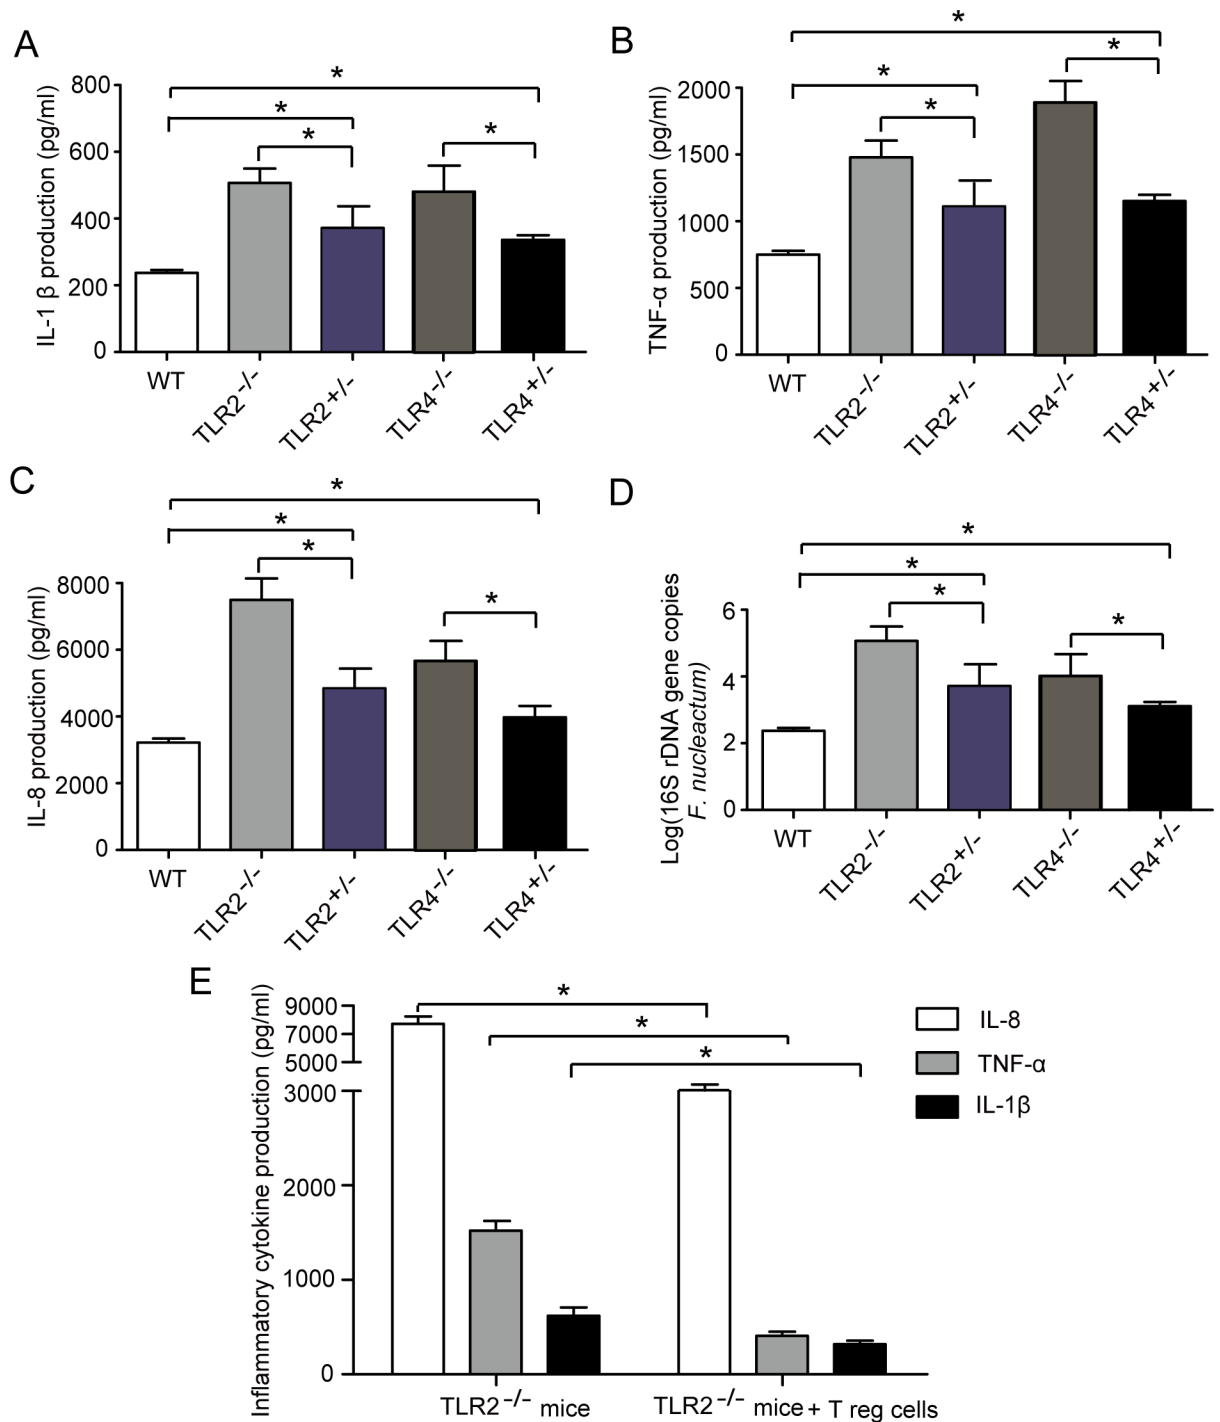 A
IL-1 β production (pg/ml)
800
600
400
200
0
*
*
*
*
WT
TLR2-/-
TLR2+/-
TLR4-/-
TLR4+/-
B
TNF-α production (pg/ml)
2000
1500
1000
500
0
*
*
*
*
WT
TLR2-/-
TLR2+/-
TLR4-/-
TLR4+/-
C
IL-8 production (pg/ml)
8000
6000
4000
2000
0
*
*
*
*
WT
TLR2-/-
TLR2+/-
TLR4-/-
TLR4+/-
D
Log(16S rDNA gene copies
F. nucleactum)
6
4
2
0
*
*
*
*
WT
TLR2-/-
TLR2+/-
TLR4-/-
TLR4+/-
E
Inflammatory cytokine production (pg/ml)
9000
7000
5000
3000
2000
1000
0
*
*
*
TLR2-/- mice
TLR2-/- mice + T reg cells
IL-8
TNF-α
IL-1β